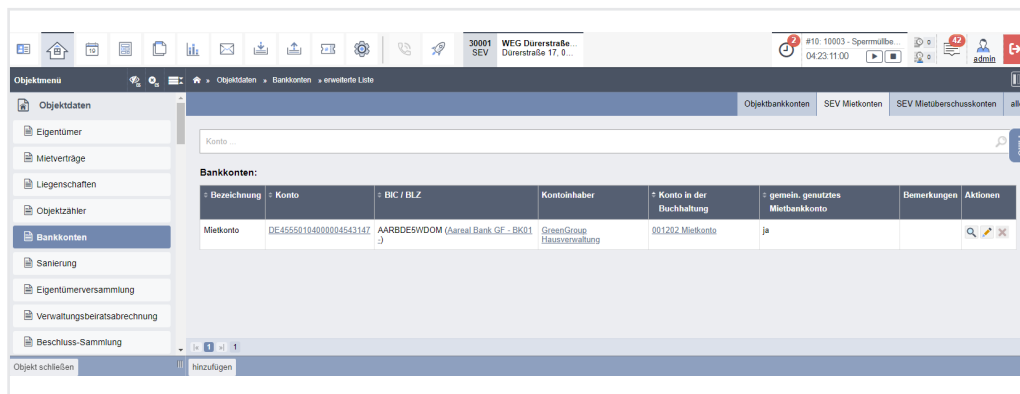 19
30001
SEV
WEG Dürerstraße...
Dürerstraße 17, 0...
2
#10: 10003 - Sperrmüllbe...
04:23:11:00
42
admin
Objektmenü
» Objektdaten » Bankkonten » erweiterte Liste
Objektdaten
Objektbankkonten
SEV Mietkonten
SEV Mietüberschusskonten
Eigentümer
Mietverträge
Liegenschaften
Objektzähler
Bankkonten
Sanierung
Eigentümerversammlung
Verwaltungsbeiratsabrechnung
Beschluss-Sammlung
Konto ...
Bankkonten:
Bezeichnung Konto BIC / BLZ Kontoinhaber Konto in der Buchhaltung gemein. genutztes Mietbankkonto Bemerkungen Aktionen
Mietkonto DE45550104000004543147 AARBDE5WDOM (Aareal Bank GF - BK01 -) GreenGroup Hausverwaltung 001202 Mietkonto ja
1 1
Objekt schließen
hinzufügen